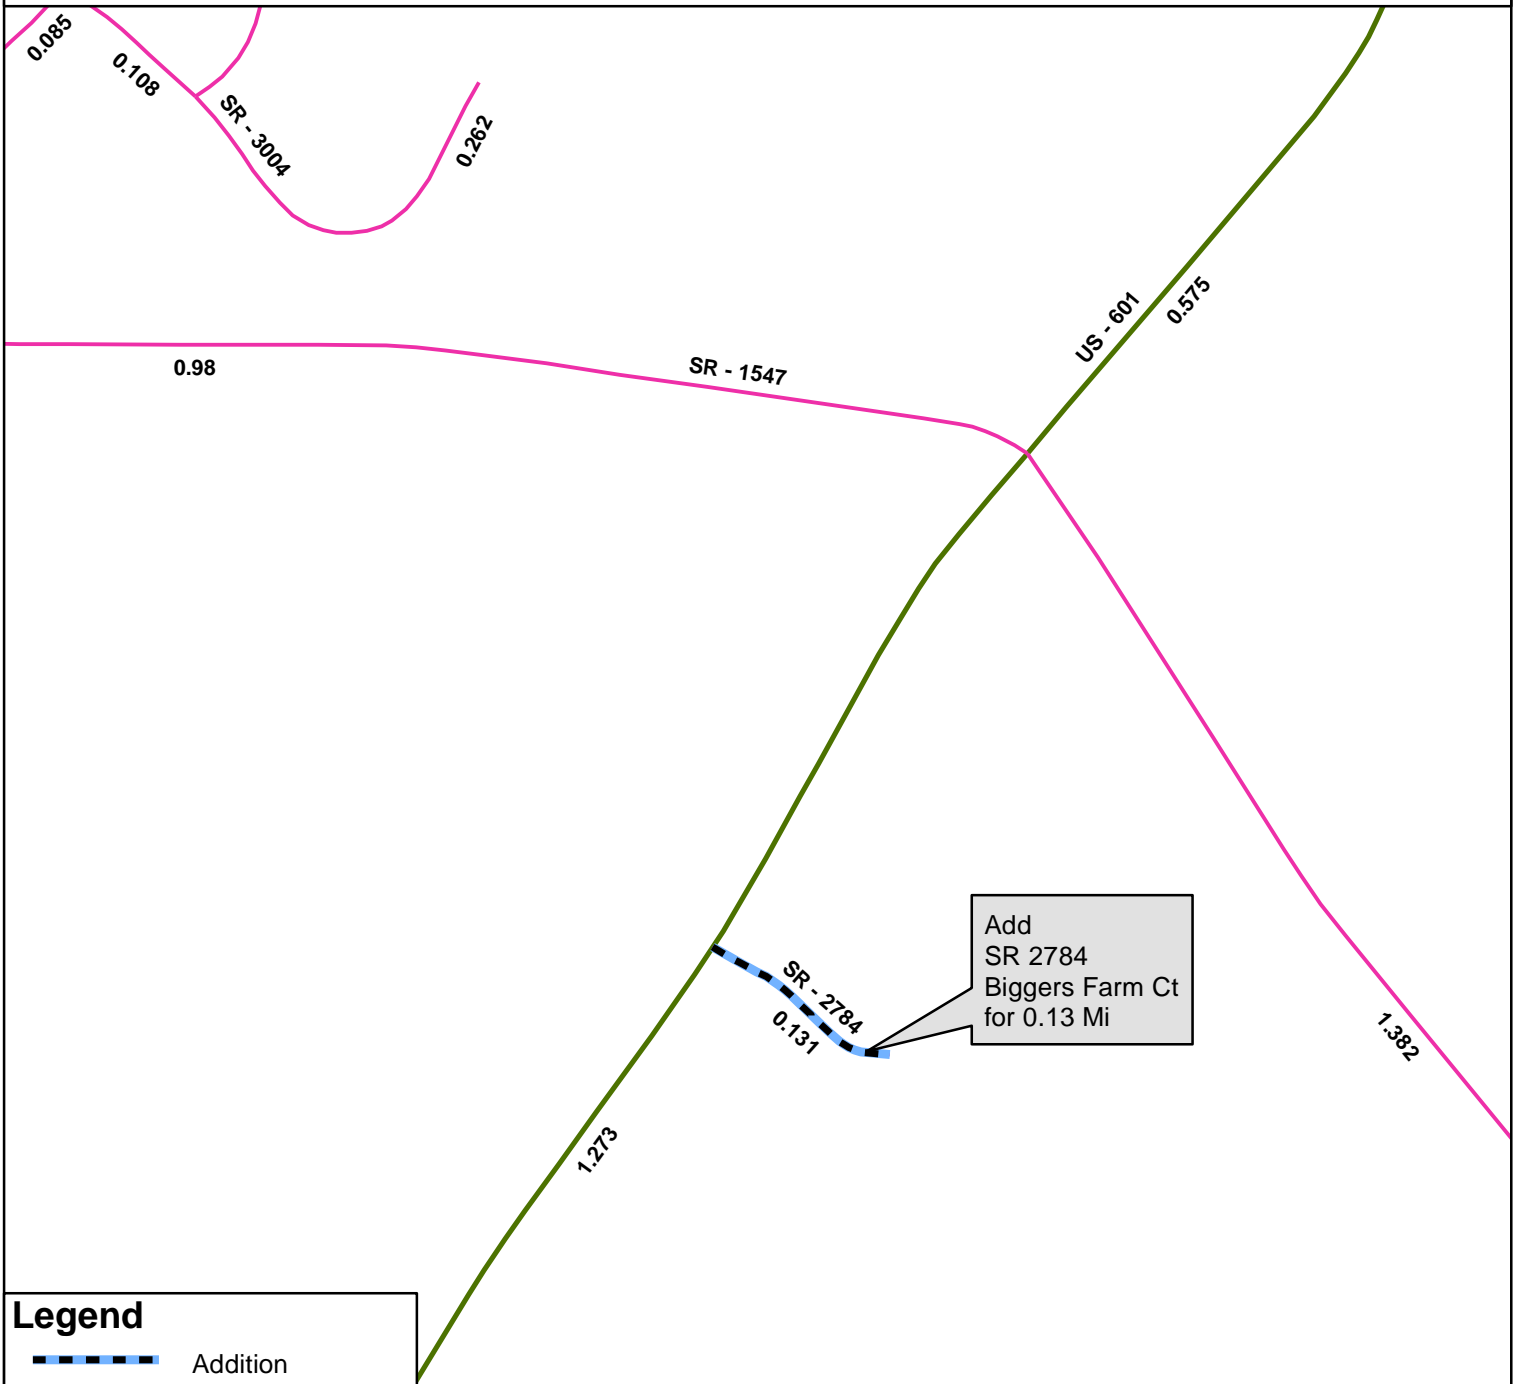 0.085
0.108
SR - 3004
0.262
US - 601
0.575
0.98
SR - 1547
Add
SR 2784
Biggers Farm Ct
for 0.13 Mi
SR - 2784
0.131
1.382
1.273
Legend
Addition